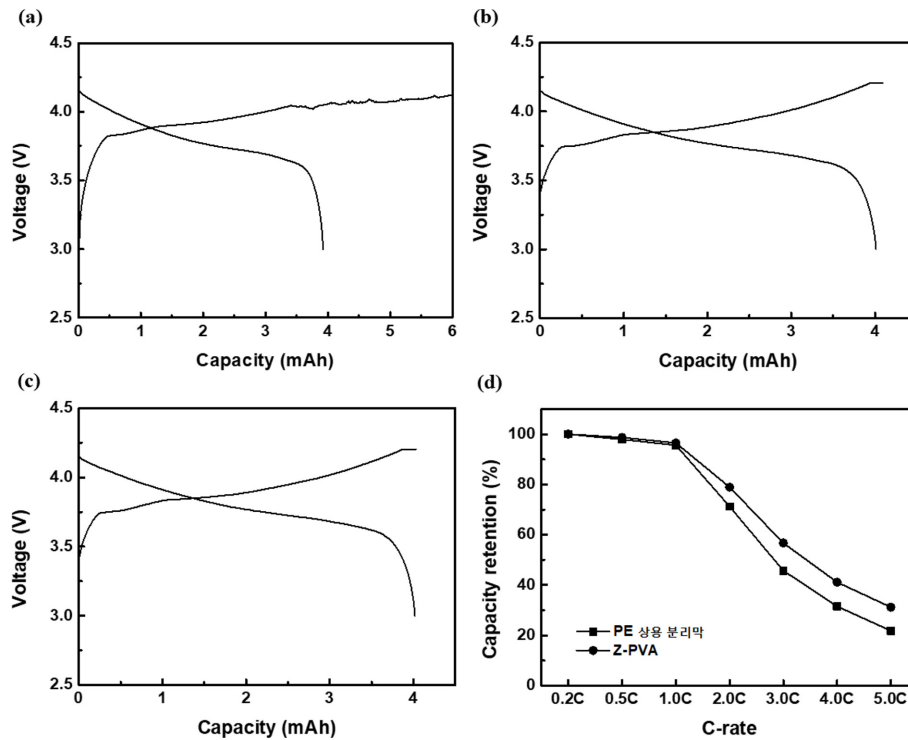 (a)
4.5
4.0
3.5
3.0
2.5
Voltage (V)
0 1 2 3 4 5 6
Capacity (mAh)
(b)
4.5
4.0
3.5
3.0
2.5
Voltage (V)
0 1 2 3 4
Capacity (mAh)
(c)
4.5
4.0
3.5
3.0
2.5
Voltage (V)
0 1 2 3 4
Capacity (mAh)
(d)
100
80
60
40
20
0
Capacity retention (%)
PE 상용 분리막
Z-PVA
0.2C 0.5C 1.0C 2.0C 3.0C 4.0C 5.0C
C-rate